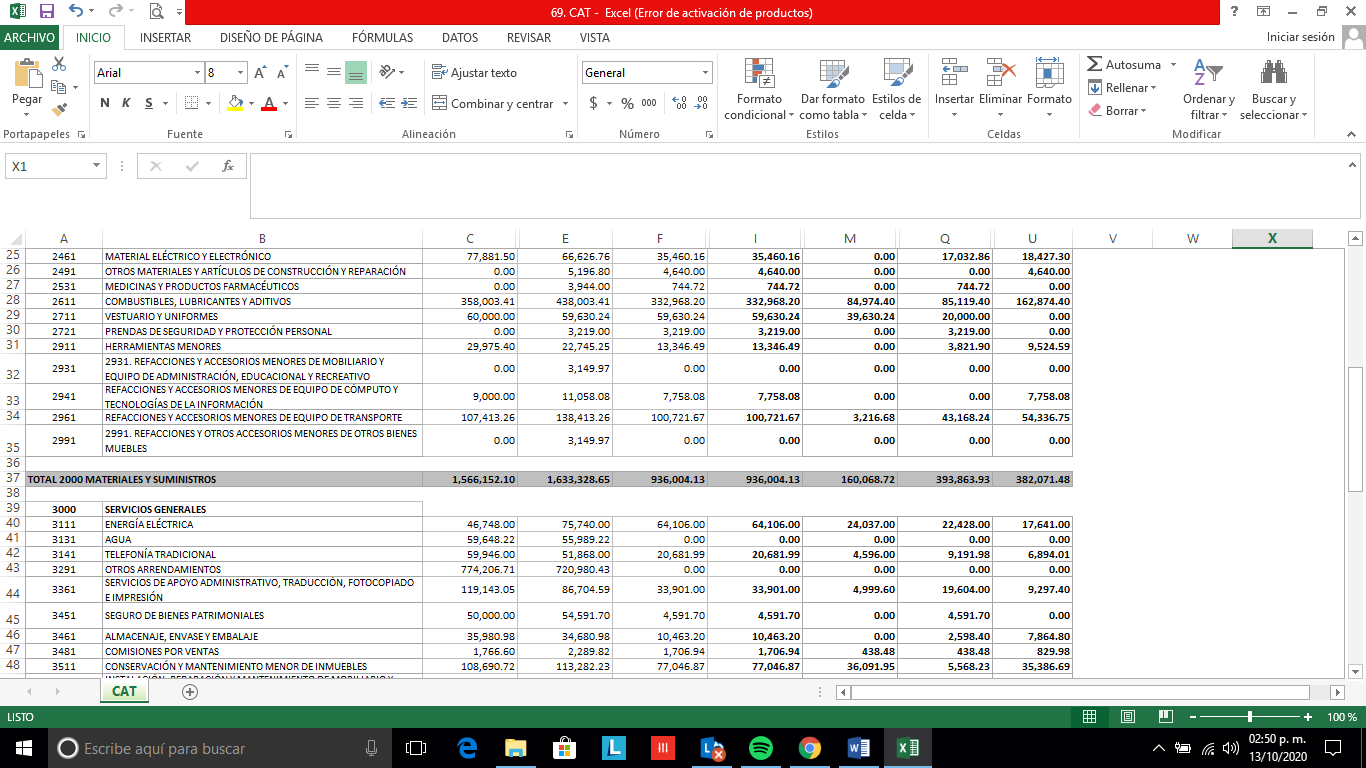 69. CAT -  Excel (Error de activación de productos)
ARCHIVO INICIO INSERTAR DISEÑO DE PÁGINA FÓRMULAS DATOS REVISAR VISTA Iniciar sesión
Pegar
Arial 8 Ajustar texto General
N K S Combinar y centrar $ % 000
Formato condicional Dar formato como tabla Estilos de celda
Insertar Eliminar Formato
Autosuma
Rellenar
Borrar
Ordenar y filtrar Buscar y seleccionar
Portapapeles Fuente Alineación Número Estilos Celdas Modificar
X1 fx
A B C E F I M Q U V W X
25 2461 MATERIAL ELÉCTRICO Y ELECTRÓNICO 77,881.50 66,626.76 35,460.16 35,460.16 0.00 17,032.86 18,427.30
26 2491 OTROS MATERIALES Y ARTÍCULOS DE CONSTRUCCIÓN Y REPARACIÓN 0.00 5,196.80 4,640.00 4,640.00 0.00 0.00 4,640.00
27 2531 MEDICINAS Y PRODUCTOS FARMACÉUTICOS 0.00 3,944.00 744.72 744.72 0.00 744.72 0.00
28 2611 COMBUSTIBLES, LUBRICANTES Y ADITIVOS 358,003.41 438,003.41 332,968.20 332,968.20 84,974.40 85,119.40 162,874.40
29 2711 VESTUARIO Y UNIFORMES 60,000.00 59,630.24 59,630.24 59,630.24 39,630.24 20,000.00 0.00
30 2721 PRENDAS DE SEGURIDAD Y PROTECCIÓN PERSONAL 0.00 3,219.00 3,219.00 3,219.00 0.00 3,219.00 0.00
31 2911 HERRAMIENTAS MENORES 29,975.40 22,745.25 13,346.49 13,346.49 0.00 3,821.90 9,524.59
32 2931 2931. REFACCIONES Y ACCESORIOS MENORES DE MOBILIARIO Y
EQUIPO DE ADMINISTRACIÓN, EDUCACIONAL Y RECREATIVO 0.00 3,149.97 0.00 0.00 0.00 0.00 0.00
33 2941 REFACCIONES Y ACCESORIOS MENORES DE EQUIPO DE CÓMPUTO Y
TECNOLOGÍAS DE LA INFORMACIÓN 9,000.00 11,058.08 7,758.08 7,758.08 0.00 0.00 7,758.08
34 2961 REFACCIONES Y ACCESORIOS MENORES DE EQUIPO DE TRANSPORTE 107,413.26 138,413.26 100,721.67 100,721.67 3,216.68 43,168.24 54,336.75
35 2991 2991. REFACCIONES Y OTROS ACCESORIOS MENORES DE OTROS BIENES
MUEBLES 0.00 3,149.97 0.00 0.00 0.00 0.00 0.00
36
37 TOTAL 2000 MATERIALES Y SUMINISTROS 1,566,152.10 1,633,328.65 936,004.13 936,004.13 160,068.72 393,863.93 382,071.48
38
39 3000 SERVICIOS GENERALES
40 3111 ENERGÍA ELÉCTRICA 46,748.00 75,740.00 64,106.00 64,106.00 24,037.00 22,428.00 17,641.00
41 3131 AGUA 59,648.22 55,989.22 0.00 0.00 0.00 0.00 0.00
42 3141 TELEFONÍA TRADICIONAL 59,946.00 51,868.00 20,681.99 20,681.99 4,596.00 9,191.98 6,894.01
43 3291 OTROS ARRENDAMIENTOS 774,206.71 720,980.43 0.00 0.00 0.00 0.00 0.00
44 3361 SERVICIOS DE APOYO ADMINISTRATIVO, TRADUCCIÓN, FOTOCOPIADO
E IMPRESIÓN 119,143.05 86,704.59 33,901.00 33,901.00 4,999.60 19,604.00 9,297.40
45 3451 SEGURO DE BIENES PATRIMONIALES 50,000.00 54,591.70 4,591.70 4,591.70 0.00 4,591.70 0.00
46 3461 ALMACENAJE, ENVASE Y EMBALAJE 35,980.98 34,680.98 10,463.20 10,463.20 0.00 2,598.40 7,864.80
47 3481 COMISIONES POR VENTAS 1,766.60 2,289.82 1,706.94 1,706.94 438.48 438.48 829.98
48 3511 CONSERVACIÓN Y MANTENIMIENTO MENOR DE INMUEBLES 108,690.72 113,282.23 77,046.87 77,046.87 36,091.95 5,568.23 35,386.69
CAT
LISTO 100 %
Escribe aquí para buscar
02:50 p. m.
13/10/2020